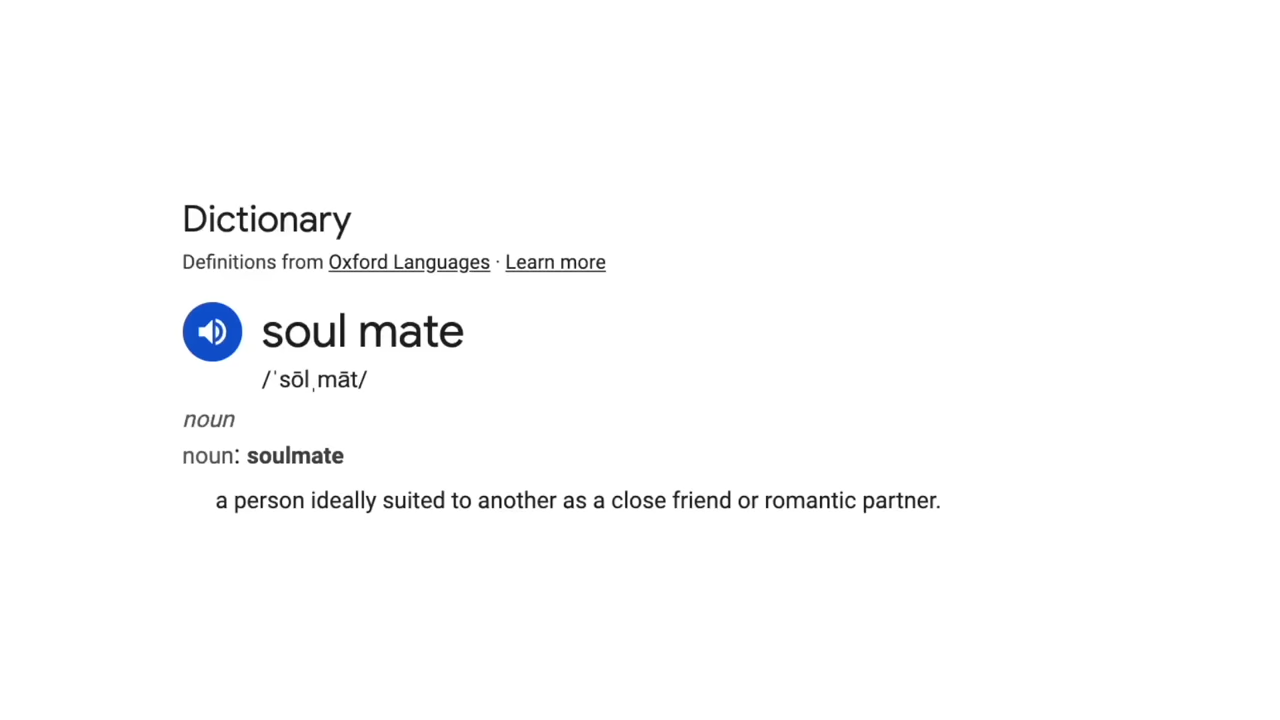 Dictionary
Definitions from Oxford Languages · Learn more
soul mate
/ˈsōlˌmāt/
noun
noun: soulmate
a person ideally suited to another as a close friend or romantic partner.